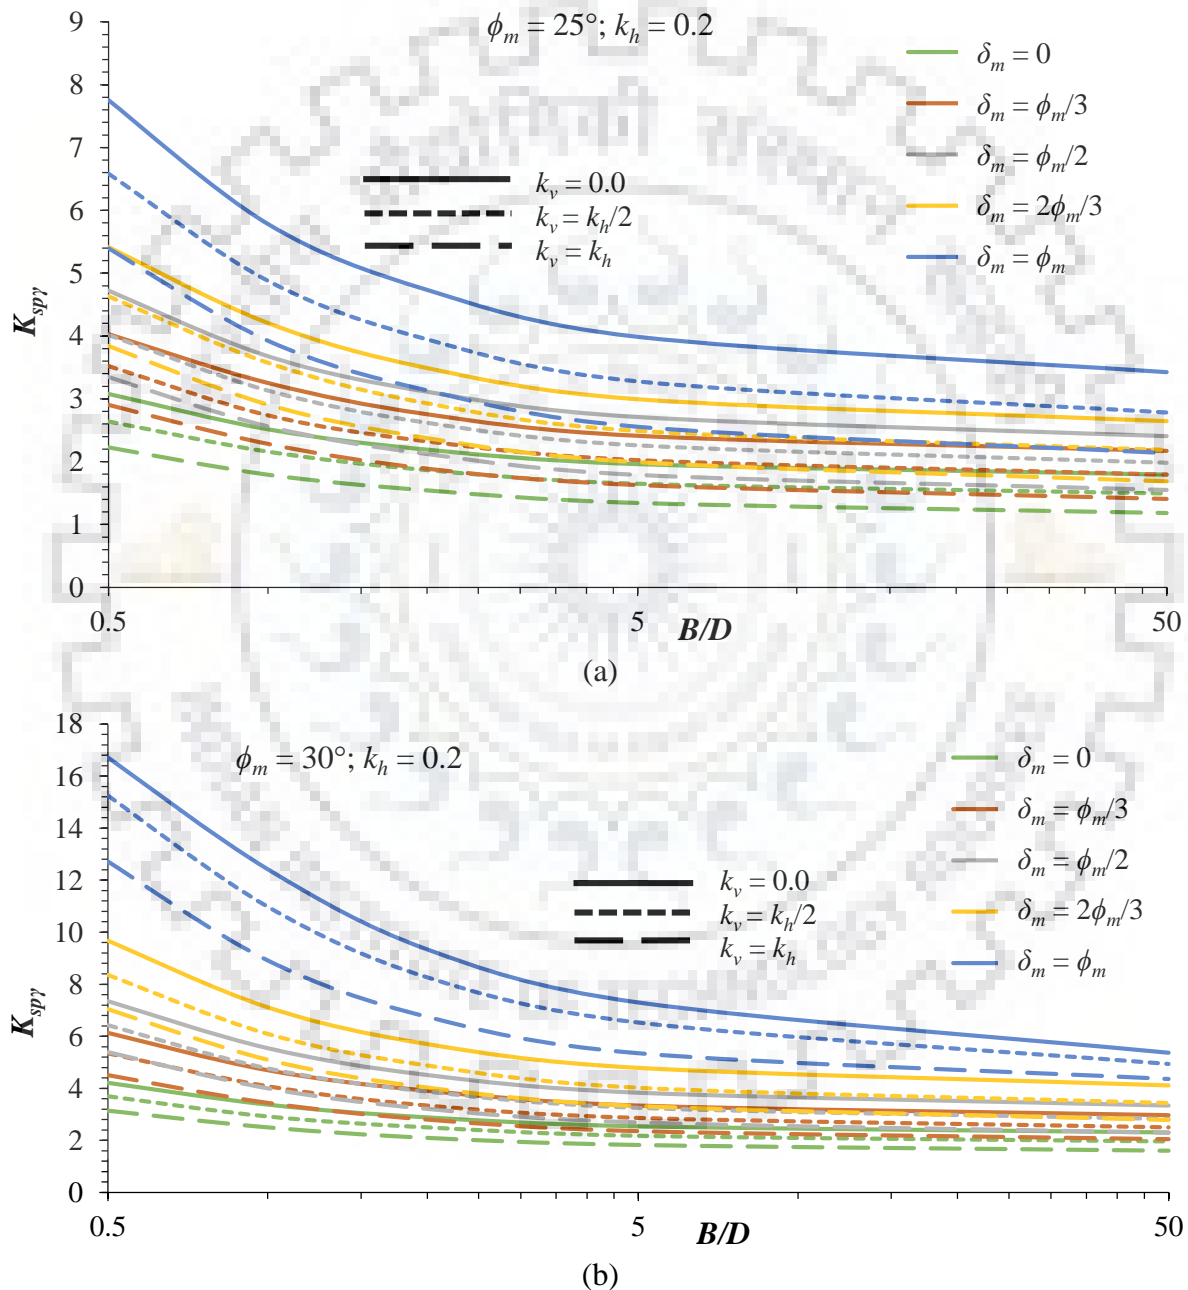 ϕm = 25°; kh = 0.2
9
8
7
6
5
4
3
2
1
0
Kspγ
kv = 0.0
kv = kh/2
kv = kh
δm = 0
δm = ϕm/3
δm = ϕm/2
δm = 2ϕm/3
δm = ϕm
0.5 5 50
B/D
(a)
ϕm = 30°; kh = 0.2
18
16
14
12
10
8
6
4
2
0
Kspγ
kv = 0.0
kv = kh/2
kv = kh
δm = 0
δm = ϕm/3
δm = ϕm/2
δm = 2ϕm/3
δm = ϕm
0.5 5 50
B/D
(b)